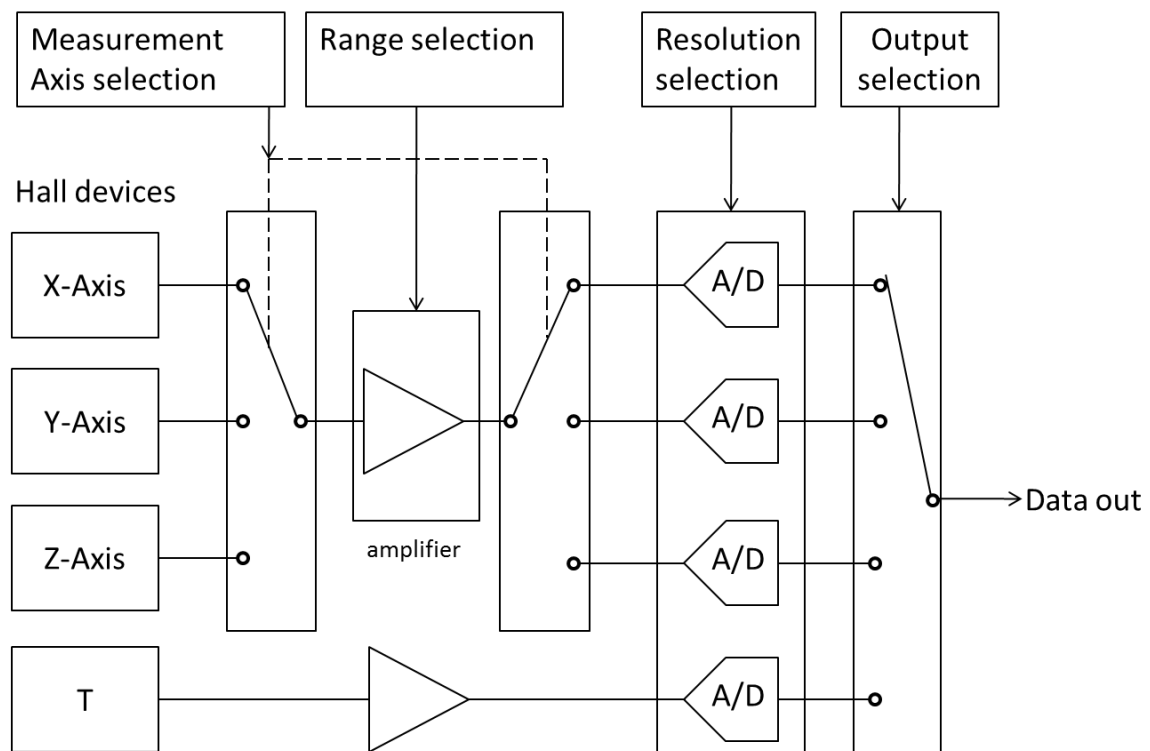 Measurement
Axis selection
Range selection
Resolution
selection
Output
selection
Hall devices
X-Axis
A/D
Y-Axis
A/D
Data out
amplifier
Z-Axis
A/D
T
A/D